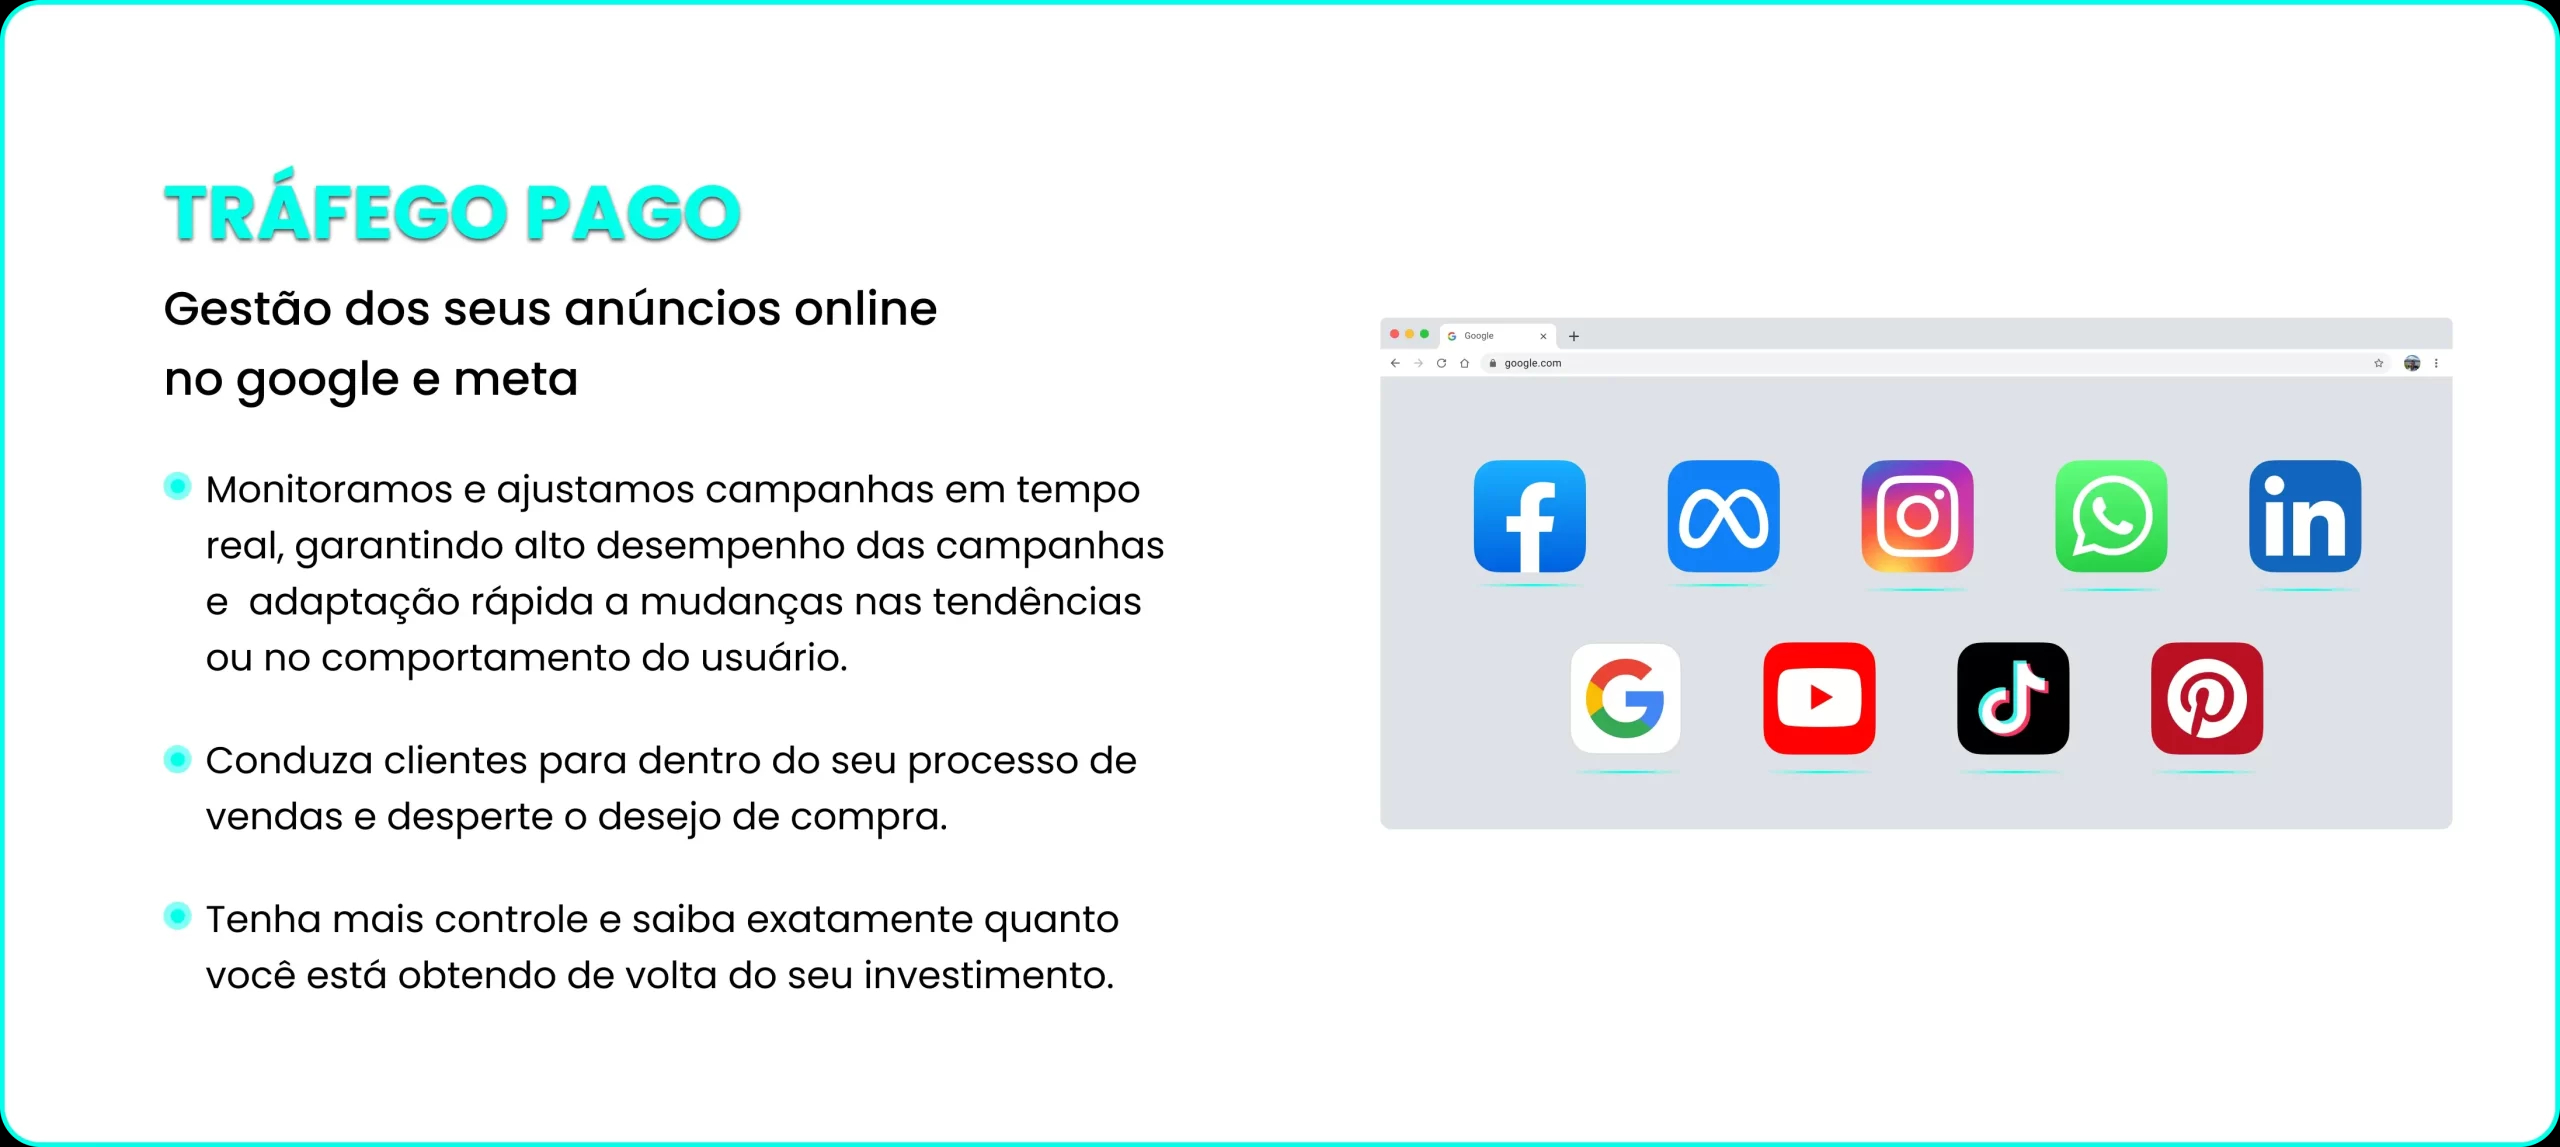 TRÁFEGO PAGO
Gestão dos seus anúncios online
no google e meta
Monitoramos e ajustamos campanhas em tempo
real, garantindo alto desempenho das campanhas
e  adaptação rápida a mudanças nas tendências
ou no comportamento do usuário.
Conduza clientes para dentro do seu processo de
vendas e desperte o desejo de compra.
Tenha mais controle e saiba exatamente quanto
você está obtendo de volta do seu investimento.
Google
google.com
in